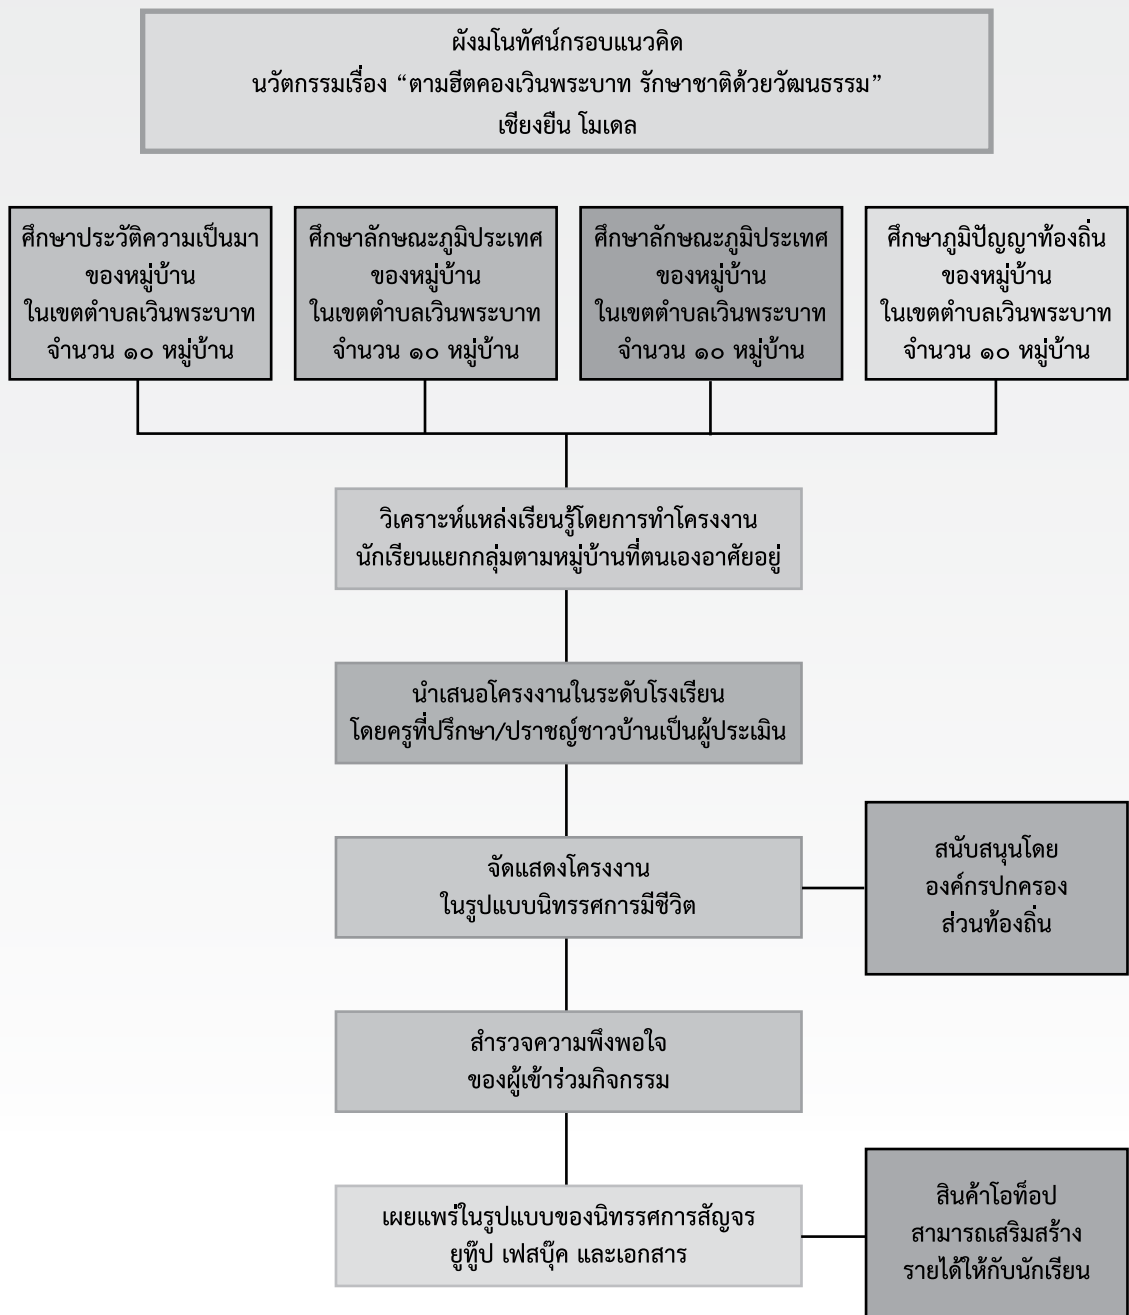 ผังมโนทัศน์กรอบแนวคิด
นวัตกรรมเรื่อง “ตามฮีตคองเวินพระบาท รักษาชาติด้วยวัฒนธรรม”
เชียงยืน โมเดล
ศึกษาประวัติความเป็นมา
ของหมู่บ้าน
ในเขตตำบลเวินพระบาท
จำนวน ๑๐ หมู่บ้าน
ศึกษาลักษณะภูมิประเทศ
ของหมู่บ้าน
ในเขตตำบลเวินพระบาท
จำนวน ๑๐ หมู่บ้าน
ศึกษาลักษณะภูมิประเทศ
ของหมู่บ้าน
ในเขตตำบลเวินพระบาท
จำนวน ๑๐ หมู่บ้าน
ศึกษาภูมิปัญญาท้องถิ่น
ของหมู่บ้าน
ในเขตตำบลเวินพระบาท
จำนวน ๑๐ หมู่บ้าน
วิเคราะห์แหล่งเรียนรู้โดยการทำโครงงาน
นักเรียนแยกกลุ่มตามหมู่บ้านที่ตนเองอาศัยอยู่
นำเสนอโครงงานในระดับโรงเรียน
โดยครูที่ปรึกษา/ปราชญ์ชาวบ้านเป็นผู้ประเมิน
จัดแสดงโครงงาน
ในรูปแบบนิทรรศการมีชีวิต
สนับสนุนโดย
องค์กรปกครอง
ส่วนท้องถิ่น
สำรวจความพึงพอใจ
ของผู้เข้าร่วมกิจกรรม
เผยแพร่ในรูปแบบของนิทรรศการสัญจร
ยูทู๊ป เฟสบุ๊ค และเอกสาร
สินค้าโอท็อป
สามารถเสริมสร้าง
รายได้ให้กับนักเรียน